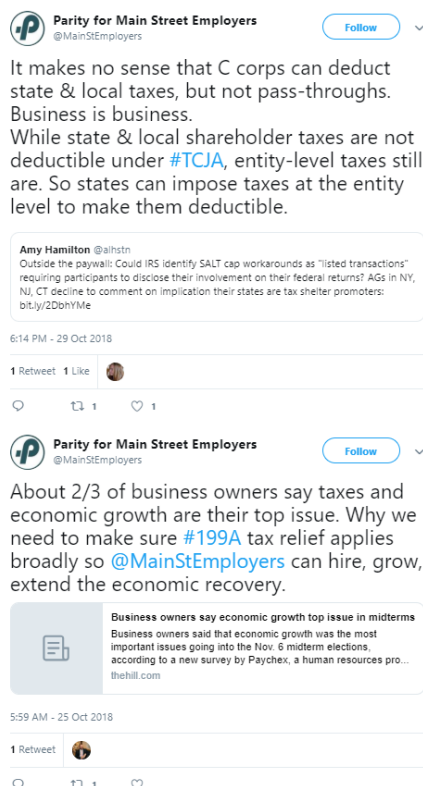 Parity for Main Street Employers
@MainStEmployers
Follow
It makes no sense that C corps can deduct
state & local taxes, but not pass-throughs.
Business is business.
While state & local shareholder taxes are not
deductible under #TCJA, entity-level taxes still
are. So states can impose taxes at the entity
level to make them deductible.
Amy Hamilton @alhstn
Outside the paywall: Could IRS identify SALT cap workarounds as "listed transactions"
requiring participants to disclose their involvement on their federal returns? AGs in NY,
NJ, CT decline to comment on implication their states are tax shelter promoters:
bit.ly/2DbhYMe
6:14 PM - 29 Oct 2018
1 Retweet 1 Like
1 1
Parity for Main Street Employers
@MainStEmployers
Follow
About 2/3 of business owners say taxes and
economic growth are their top issue. Why we
need to make sure #199A tax relief applies
broadly so @MainStEmployers can hire, grow,
extend the economic recovery.
Business owners say economic growth top issue in midterms
Business owners said that economic growth was the most
important issues going into the Nov. 6 midterm elections,
according to a new survey by Paychex, a human resources pro...
thehill.com
5:59 AM - 25 Oct 2018
1 Retweet
1